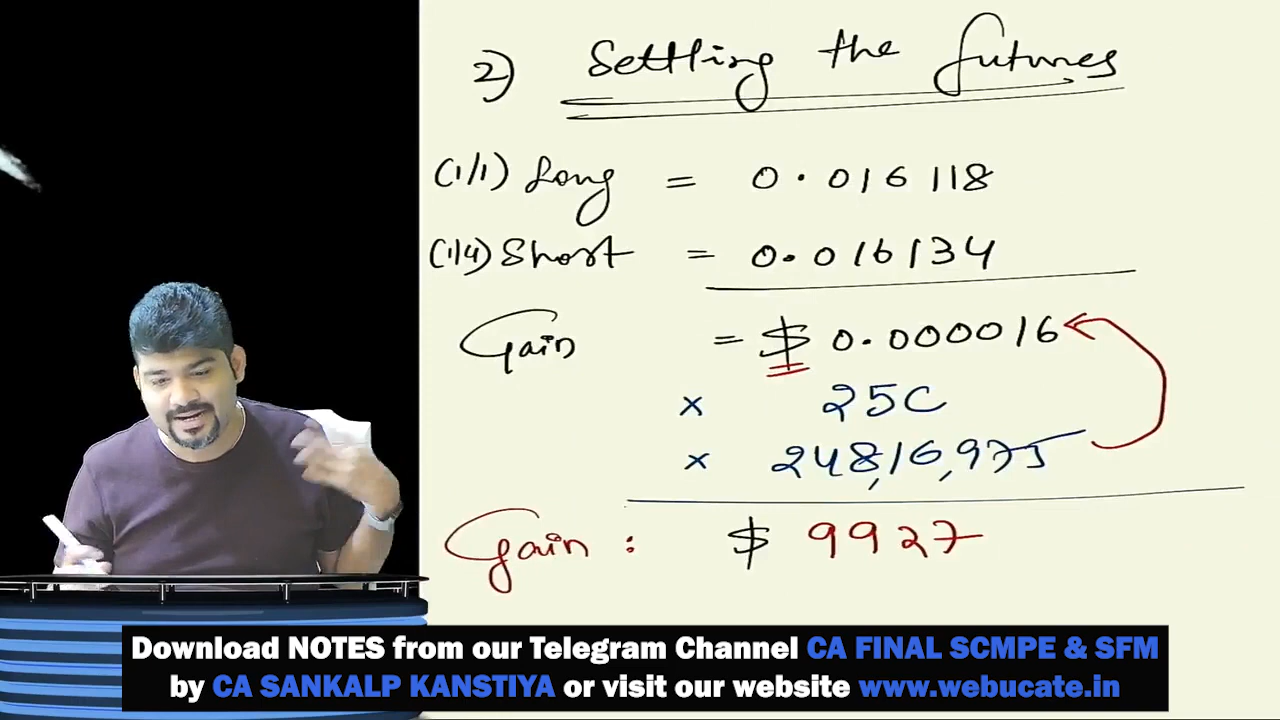 2) Settling the futures
(1/1) Long = 0.016118
(1/4) Short = 0.016134
Gain = $ 0.000016
× 25C
× 248,16,975
Gain : $ 9927
Download NOTES from our Telegram Channel CA FINAL SCMPE & SFM
by CA SANKALP KANSTIYA or visit our website www.webucate.in